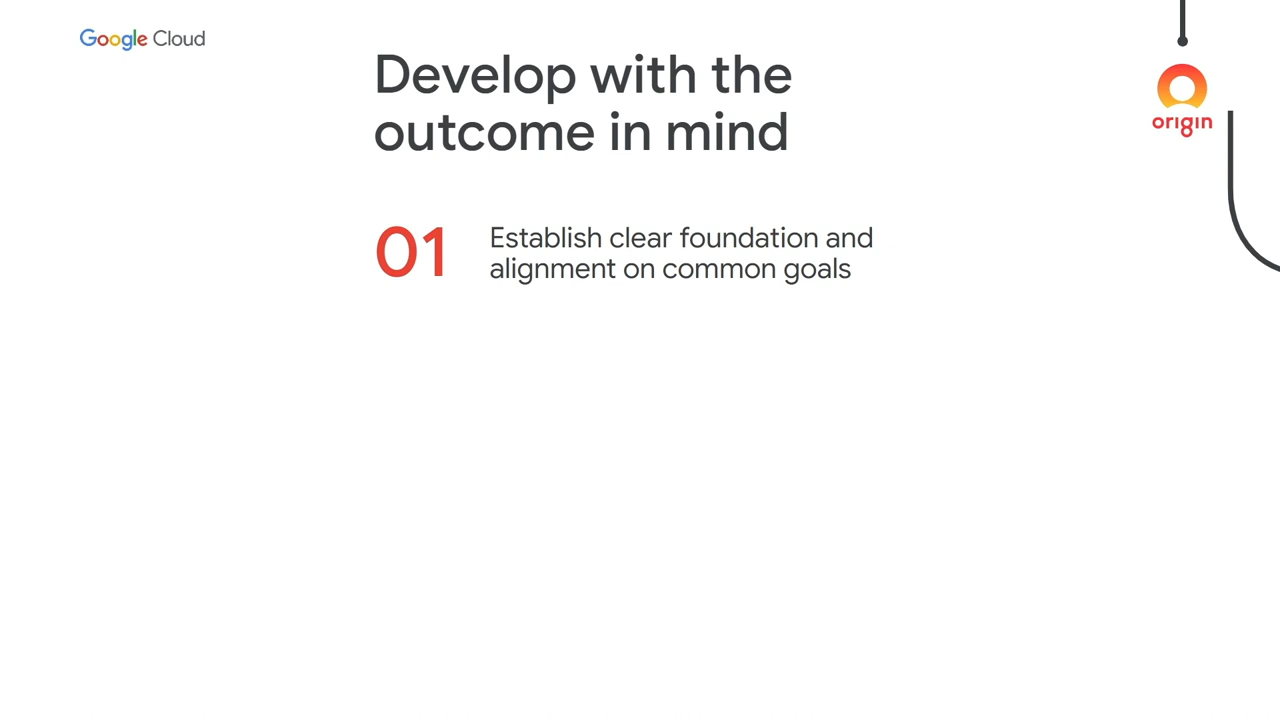 Google Cloud
Develop with the
outcome in mind
origin
01
Establish clear foundation and
alignment on common goals